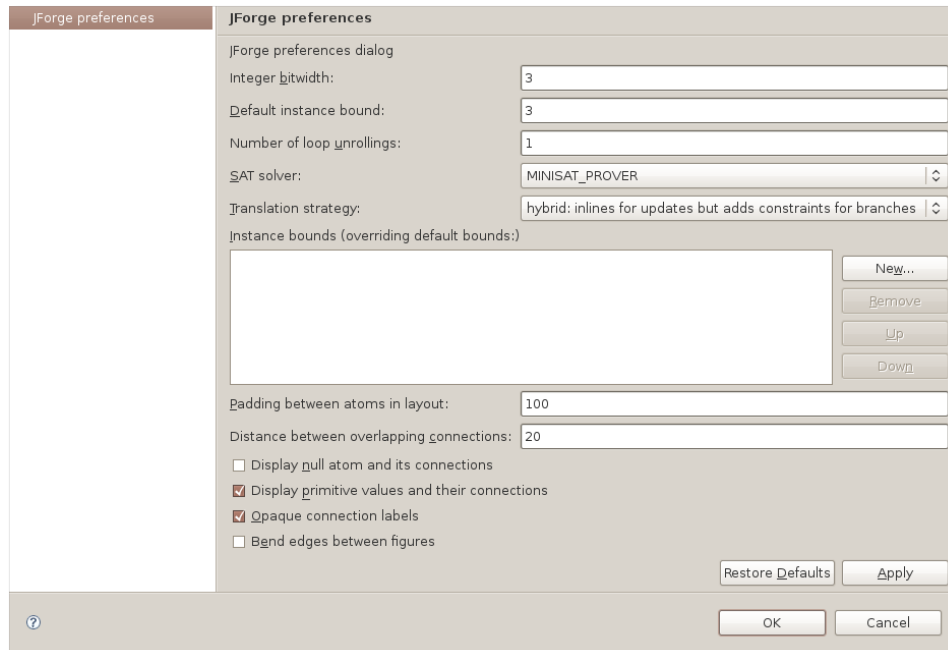 JForge preferences
JForge preferences
JForge preferences dialog
Integer bitwidth: 3
Default instance bound: 3
Number of loop unrollings: 1
SAT solver: MINISAT_PROVER
Translation strategy: hybrid: inlines for updates but adds constraints for branches
Instance bounds (overriding default bounds:)
New...
Remove
Up
Down
Padding between atoms in layout: 100
Distance between overlapping connections: 20
Display null atom and its connections
Display primitive values and their connections
Opaque connection labels
Bend edges between figures
Restore Defaults Apply
? OK Cancel